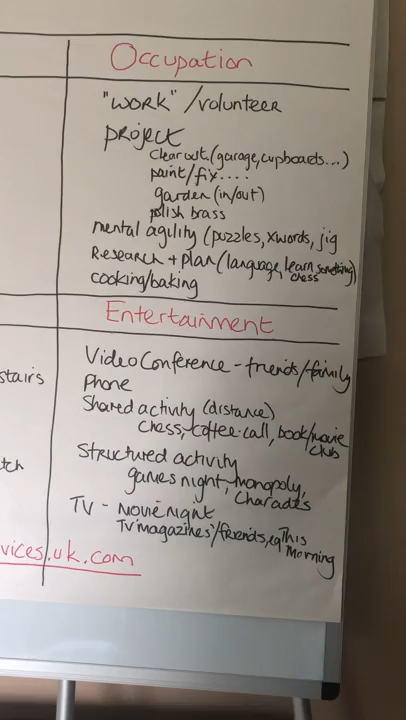 Occupation
"WORK" / volunteer
PROJECT
Clear out (garage, cupboards...)
paint/fix....
garden (in/out)
polish brass
mental agility (puzzles, xwords, jig
Research + plan (language, learn something)
chess
cooking/baking
Entertainment
Video Conference - friends/family
Phone
stairs
Shared activity (distance)
Chess, coffee-call, book/movie
club
Structured activity
tch
games night - monopoly,
Charades
TV - Movie night
TV magazines/friends, eg This
Morning
vices.uk.com